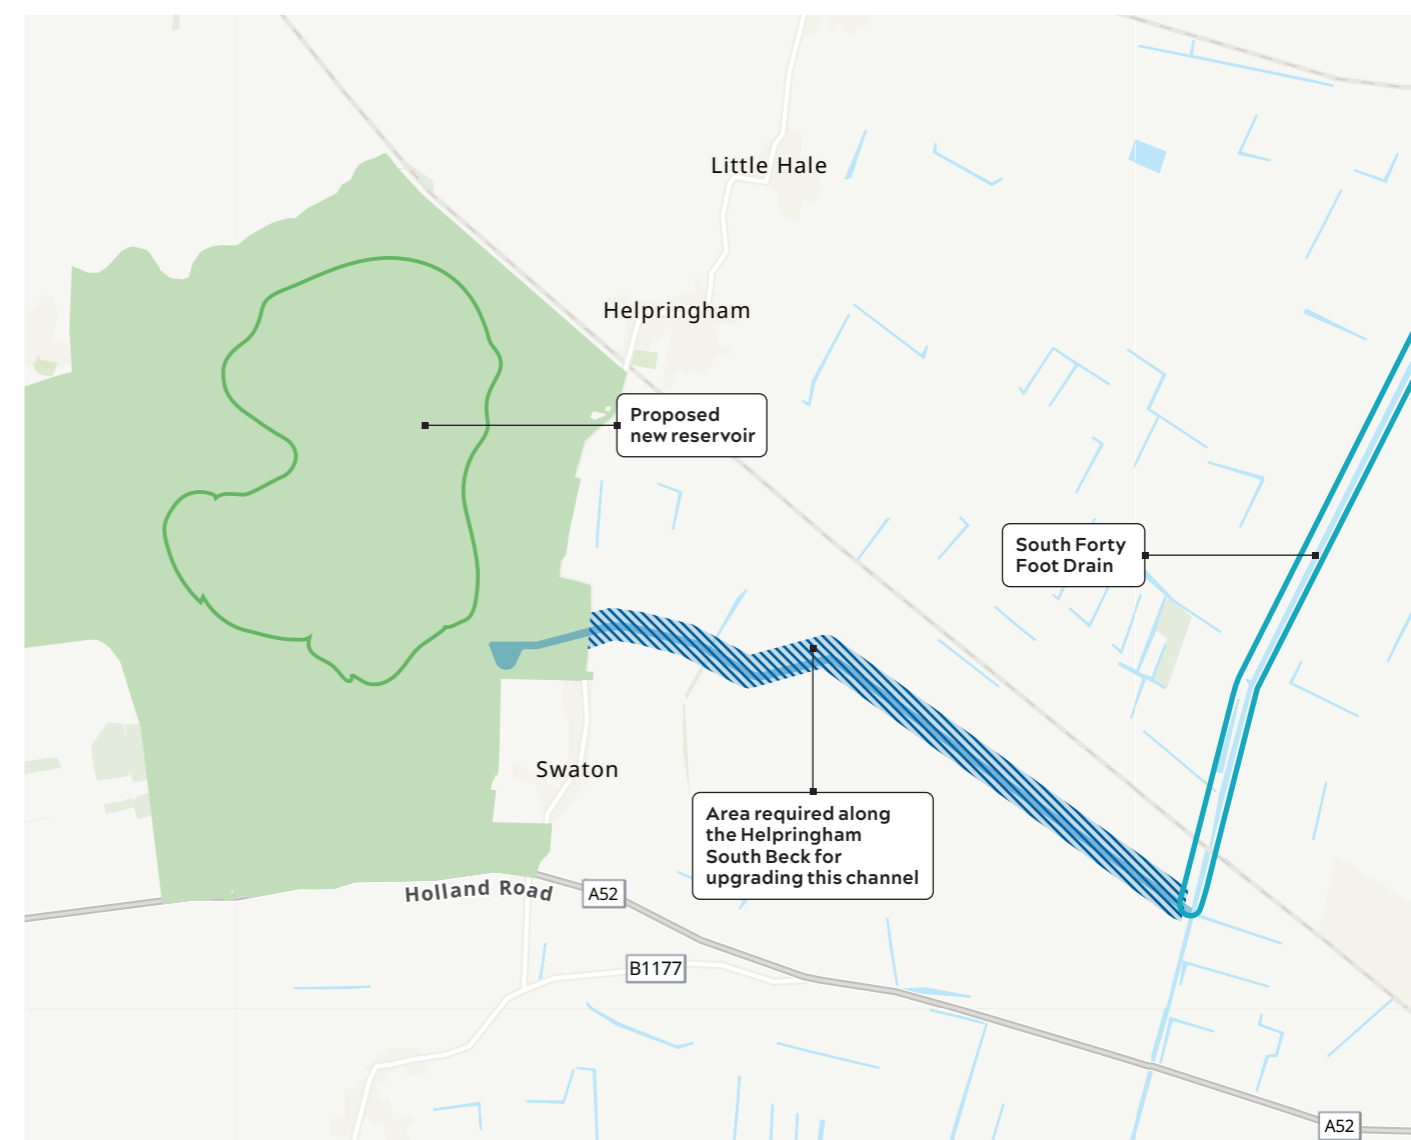 Little Hale
Helpringham
Proposed
new reservoir
South Forty
Foot Drain
Swaton
Area required along
the Helpringham
South Beck for
upgrading this channel
Holland Road
A52
B1177
A52